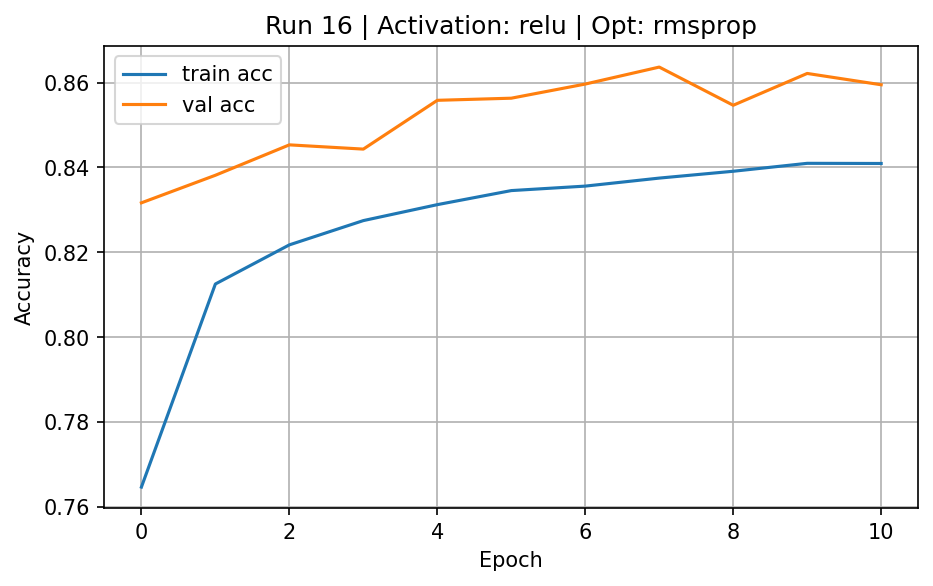 Run 16 | Activation: relu | Opt: rmsprop
train acc
val acc
0.86
0.84
0.82
0.80
0.78
0.76
Accuracy
0 2 4 6 8 10
Epoch